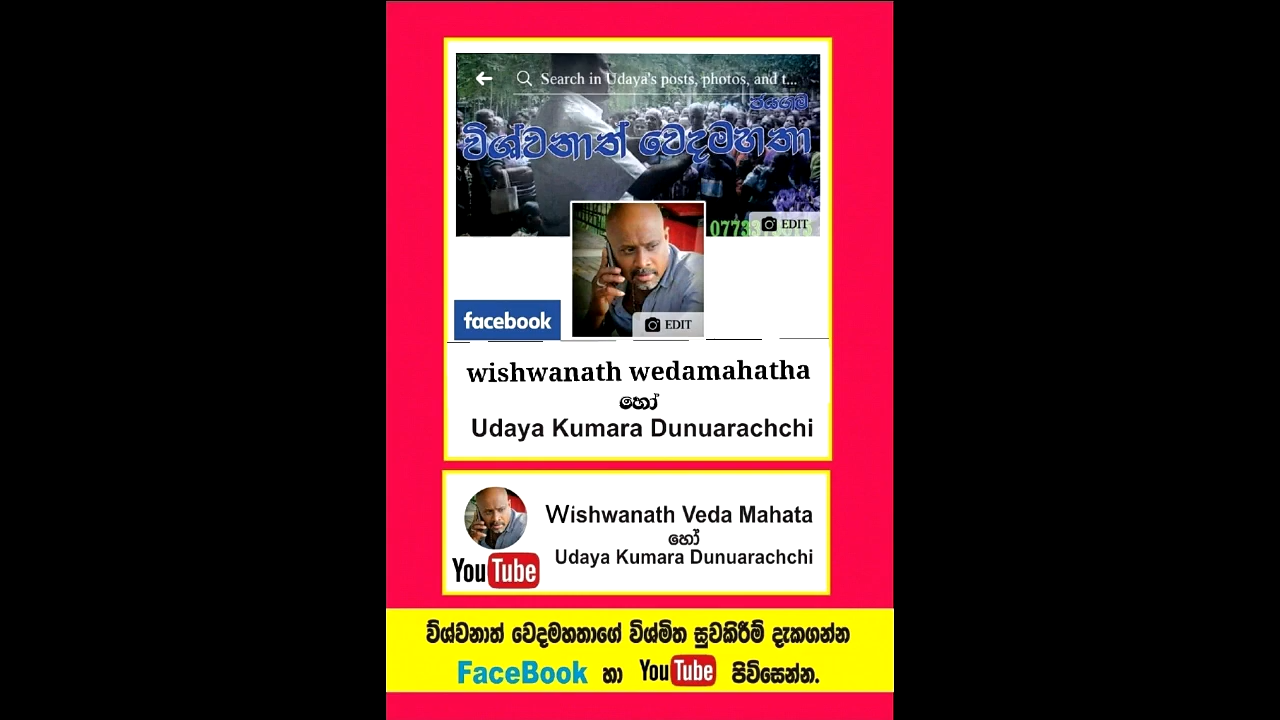 Search in Udaya's posts, photos, and t...
ජයගුම්
විශ්වනාත් වෙදමහතා
EDIT
EDIT
facebook
wishwanath wedamahatha
හෝ
Udaya Kumara Dunuarachchi
Wishwanath Veda Mahata
හෝ
Udaya Kumara Dunuarachchi
YouTube
විශ්වනාත් වෙදමහතාගේ විශ්මිත සුවකිරීම් දැකගන්න
FaceBook හා YouTube පිවිසෙන්න.